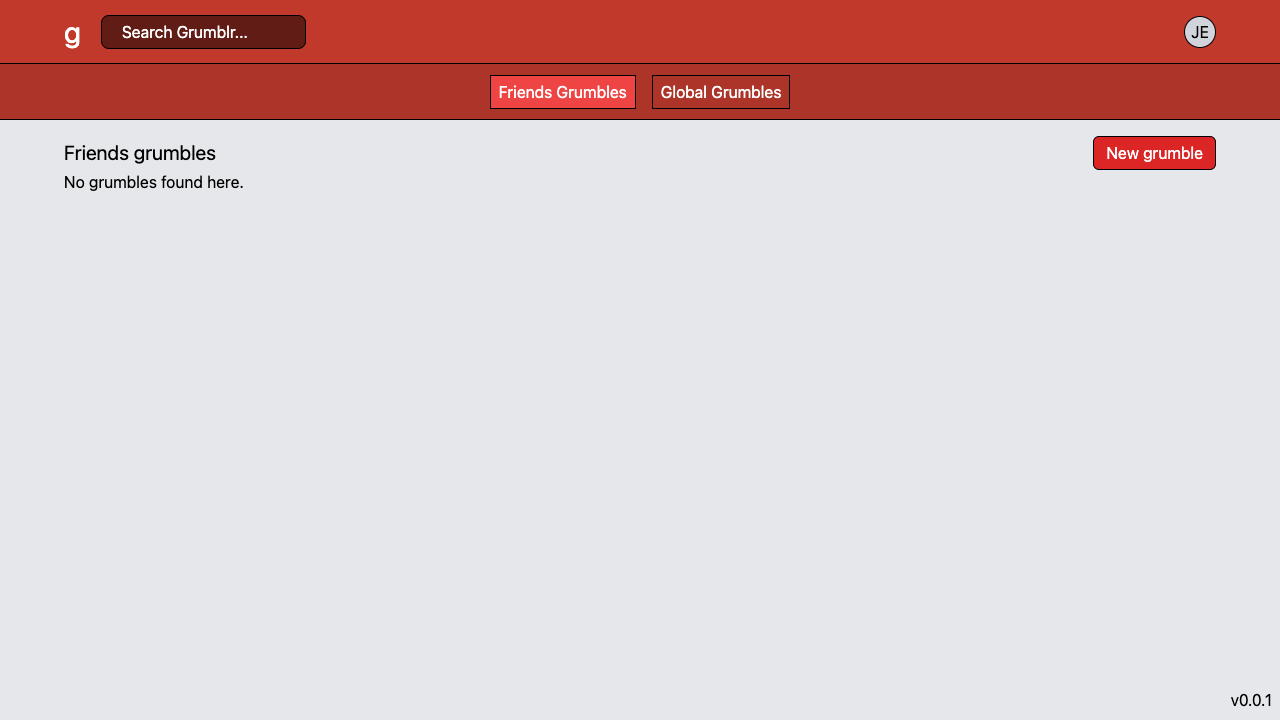 g
Search Grumblr...
JE
Friends Grumbles
Global Grumbles
Friends grumbles
New grumble
No grumbles found here.
v0.0.1